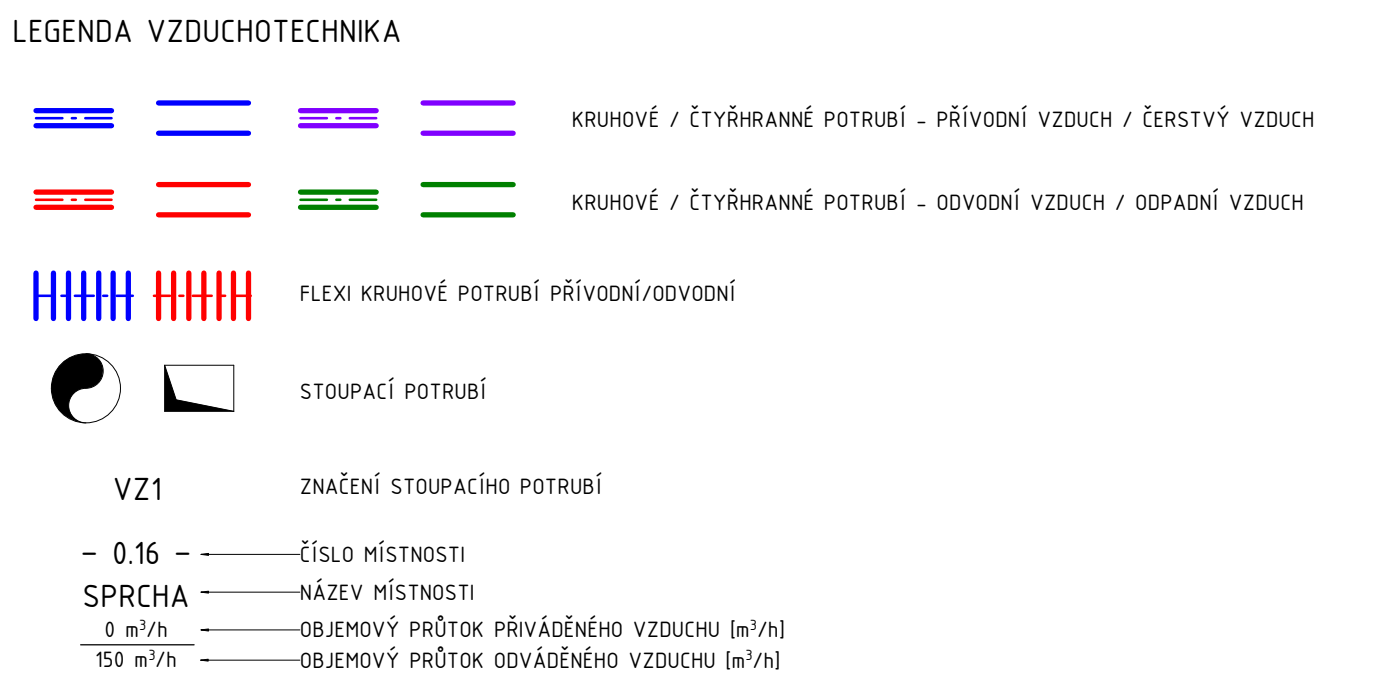 LEGENDA VZDUCHOTECHNIKA
KRUHOVÉ / ČTYŘHRANNÉ POTRUBÍ - PŘÍVODNÍ VZDUCH / ČERSTVÝ VZDUCH
KRUHOVÉ / ČTYŘHRANNÉ POTRUBÍ - ODVODNÍ VZDUCH / ODPADNÍ VZDUCH
FLEXI KRUHOVÉ POTRUBÍ PŘÍVODNÍ/ODVODNÍ
STOUPACÍ POTRUBÍ
VZ1 ZNAČENÍ STOUPACÍHO POTRUBÍ
- 0.16 - ČÍSLO MÍSTNOSTI
SPRCHA NÁZEV MÍSTNOSTI
0 m³/h OBJEMOVÝ PRŮTOK PŘIVÁDĚNÉHO VZDUCHU [m³/h]
150 m³/h OBJEMOVÝ PRŮTOK ODVÁDĚNÉHO VZDUCHU [m³/h]